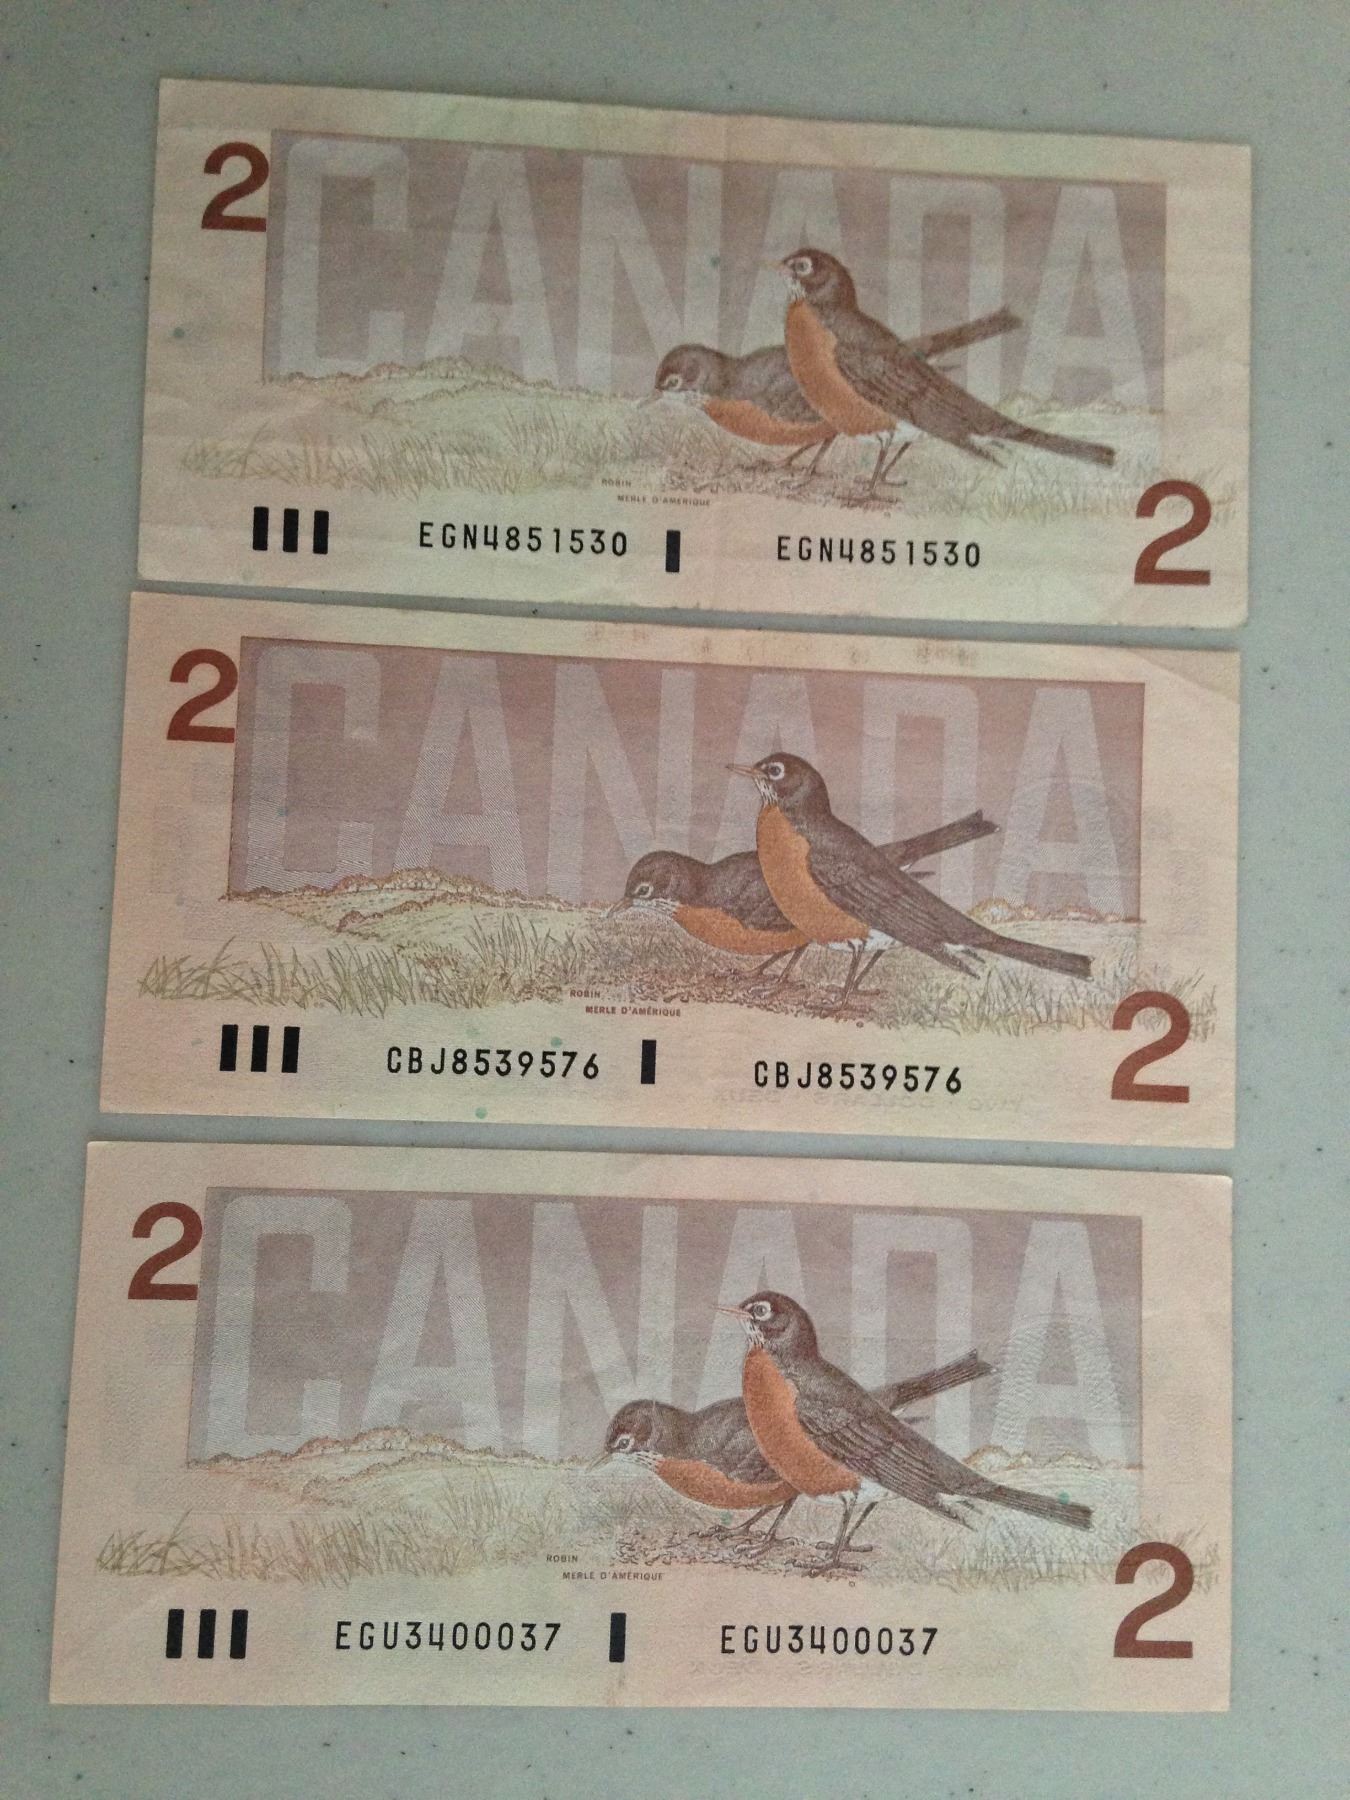 2 CANADA
ROBIN
MERLE D'AMÉRIQUE
EGN4851530 EGN4851530 2
2 CANADA
ROBIN
MERLE D'AMÉRIQUE
CBJ8539576 CBJ8539576 2
2 CANADA
ROBIN
MERLE D'AMÉRIQUE
EGU3400037 EGU3400037 2